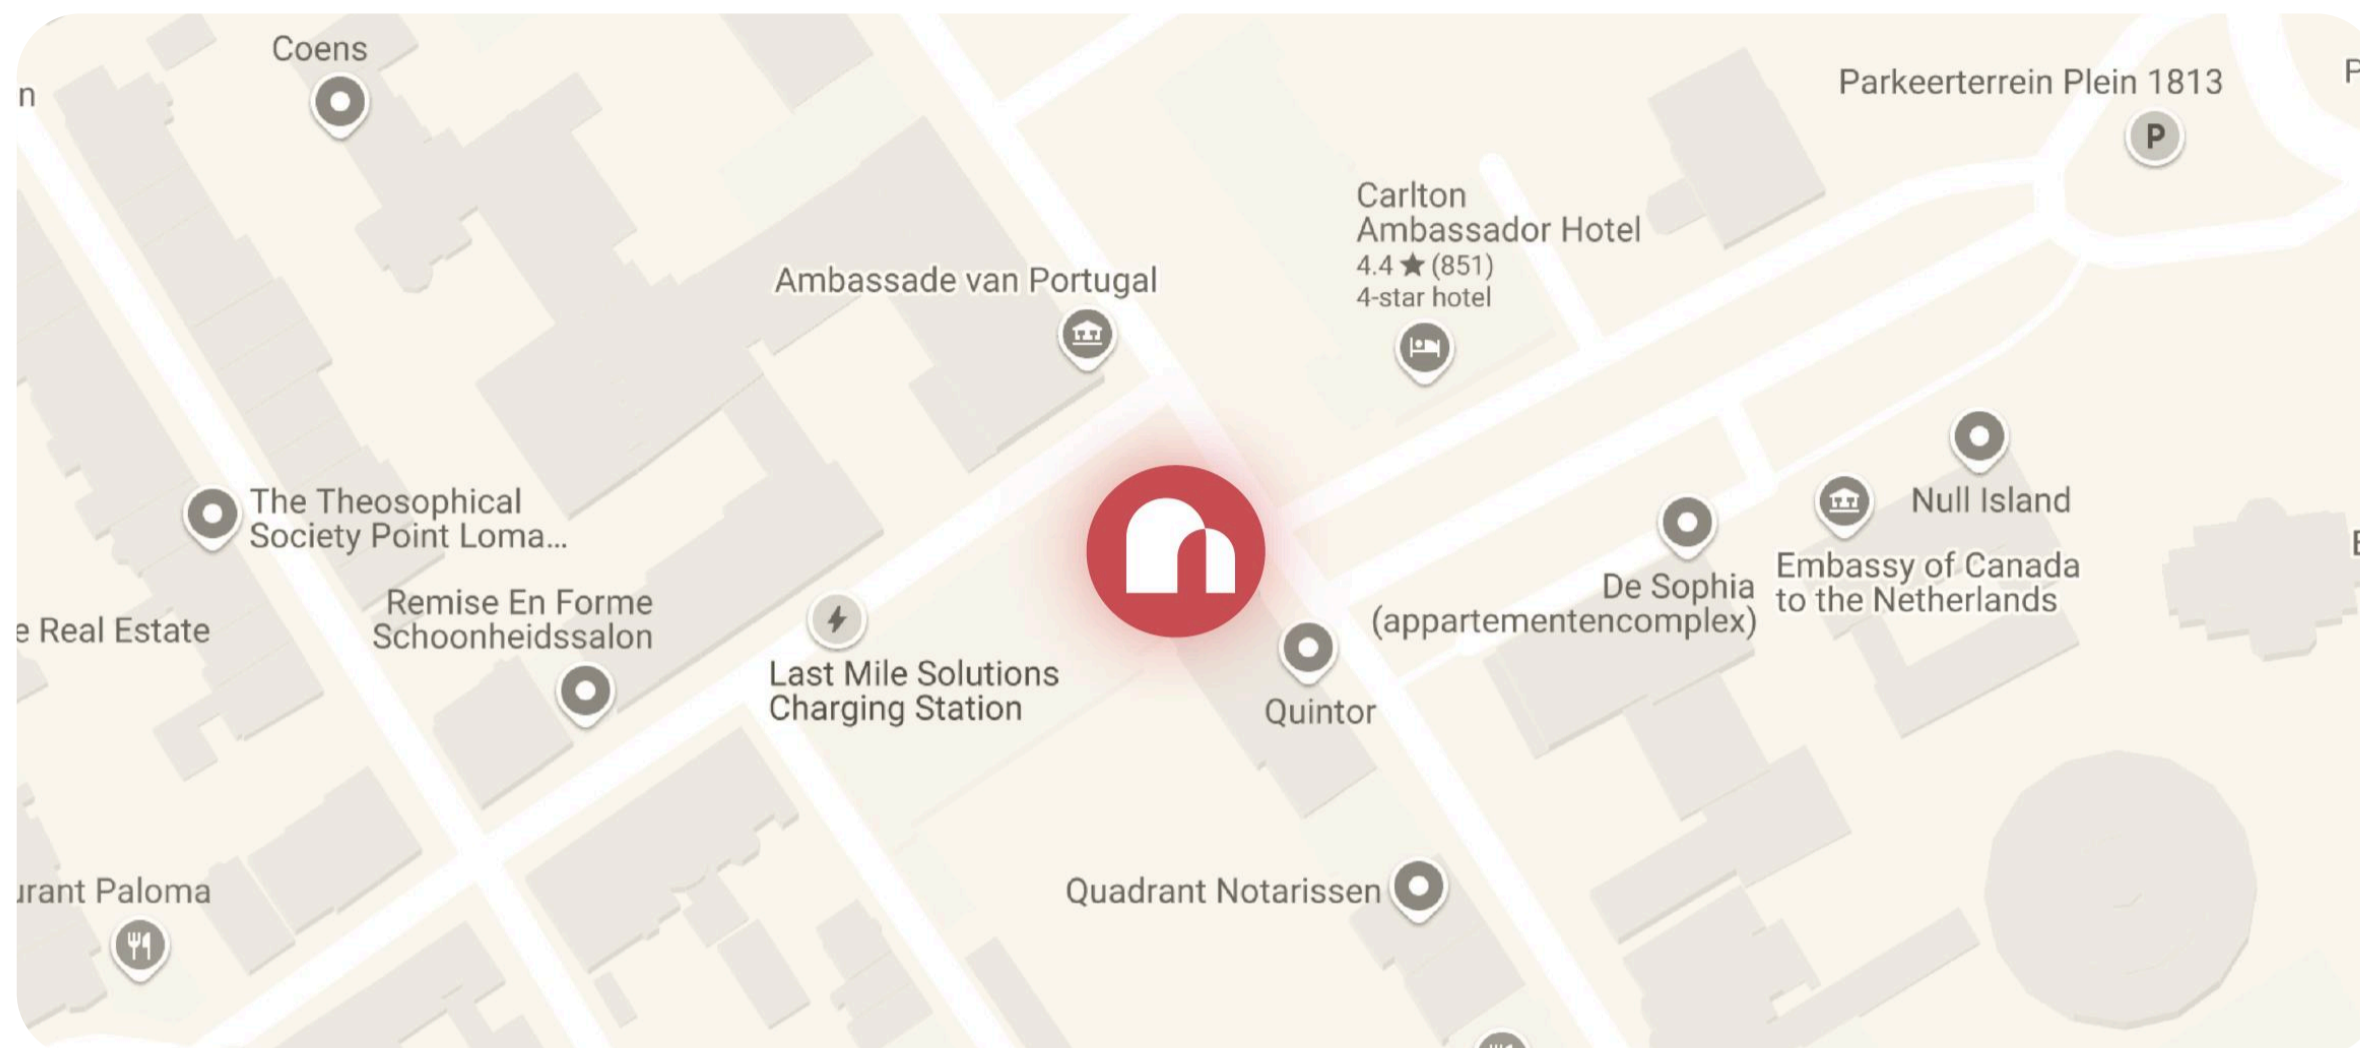 Coens
n
Parkeerterrein Plein 1813
P
P
Carlton
Ambassador Hotel
4.4 ★ (851)
4-star hotel
Ambassade van Portugal
The Theosophical
Society Point Loma...
Null Island
Embassy of Canada
to the Netherlands
De Sophia
(appartementencomplex)
Remise En Forme
Schoonheidssalon
e Real Estate
Last Mile Solutions
Charging Station
Quintor
urant Paloma
Quadrant Notarissen